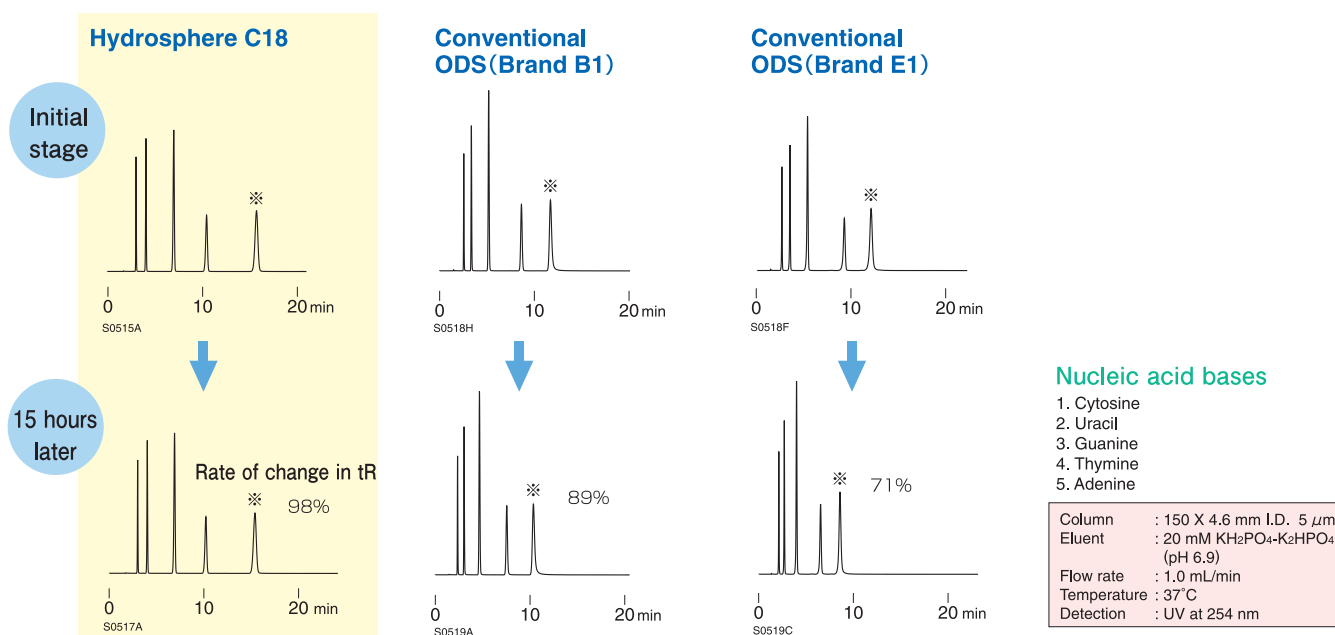 Hydrosphere C18
Conventional
ODS(Brand B1)
Conventional
ODS(Brand E1)
Initial
stage
※
※
※
0 10 20 min
S0515A
0 10 20 min
S0518H
0 10 20 min
S0518F
15 hours
later
Rate of change in tR
※ 98%
※ 89%
※ 71%
0 10 20 min
S0517A
0 10 20 min
S0519A
0 10 20 min
S0519C
Nucleic acid bases
1. Cytosine
2. Uracil
3. Guanine
4. Thymine
5. Adenine
Column : 150 X 4.6 mm I.D. 5 μm
Eluent : 20 mM KH2PO4-K2HPO4
(pH 6.9)
Flow rate : 1.0 mL/min
Temperature : 37°C
Detection : UV at 254 nm